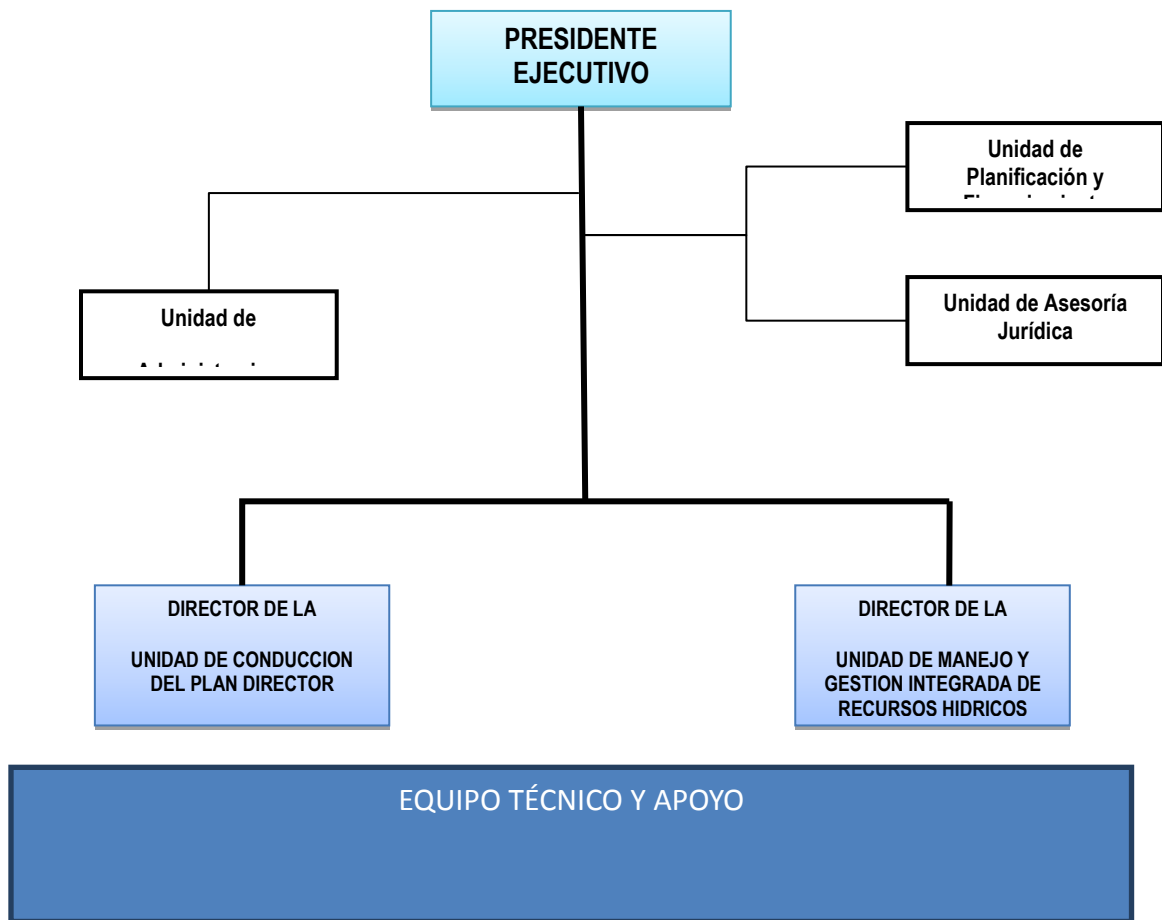 PRESIDENTE
EJECUTIVO
Unidad de
Planificación y
Unidad de
Unidad de Asesoría
Jurídica
DIRECTOR DE LA
UNIDAD DE CONDUCCION
DEL PLAN DIRECTOR
DIRECTOR DE LA
UNIDAD DE MANEJO Y
GESTION INTEGRADA DE
RECURSOS HIDRICOS
EQUIPO TÉCNICO Y APOYO